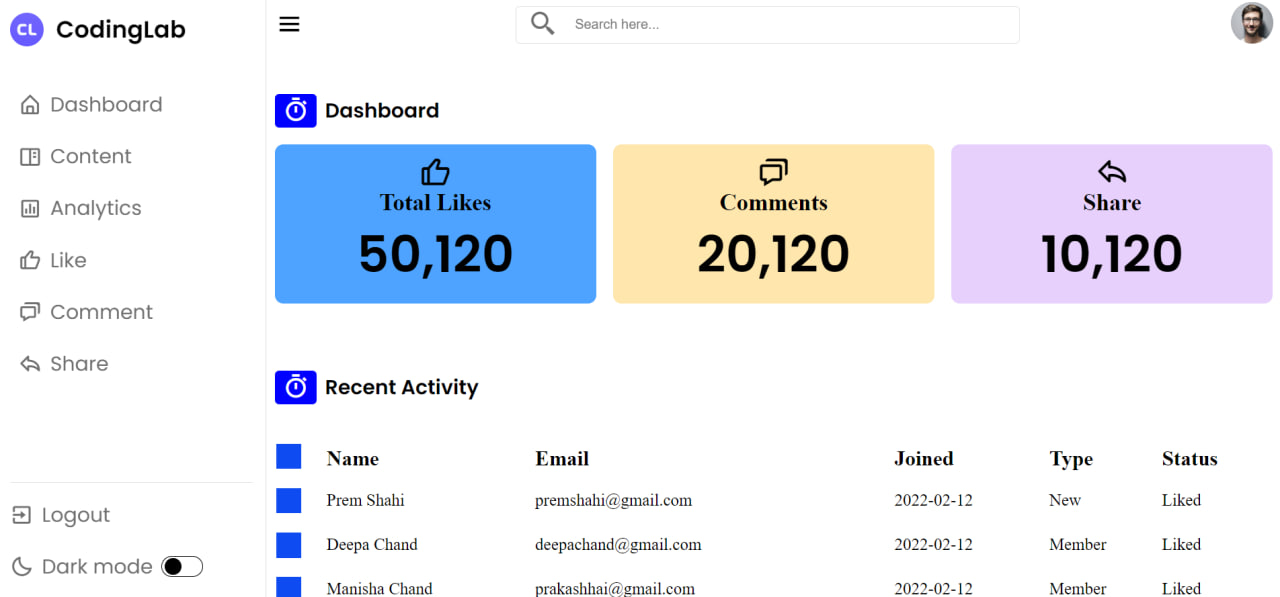 CL CodingLab
Search here...
Dashboard
Content
Analytics
Like
Comment
Share
Logout
Dark mode
Dashboard
Total Likes
50,120
Comments
20,120
Share
10,120
Recent Activity
Name Email Joined Type Status
Prem Shahi premshahi@gmail.com 2022-02-12 New Liked
Deepa Chand deepachand@gmail.com 2022-02-12 Member Liked
Manisha Chand prakashhai@gmail.com 2022-02-12 Member Liked